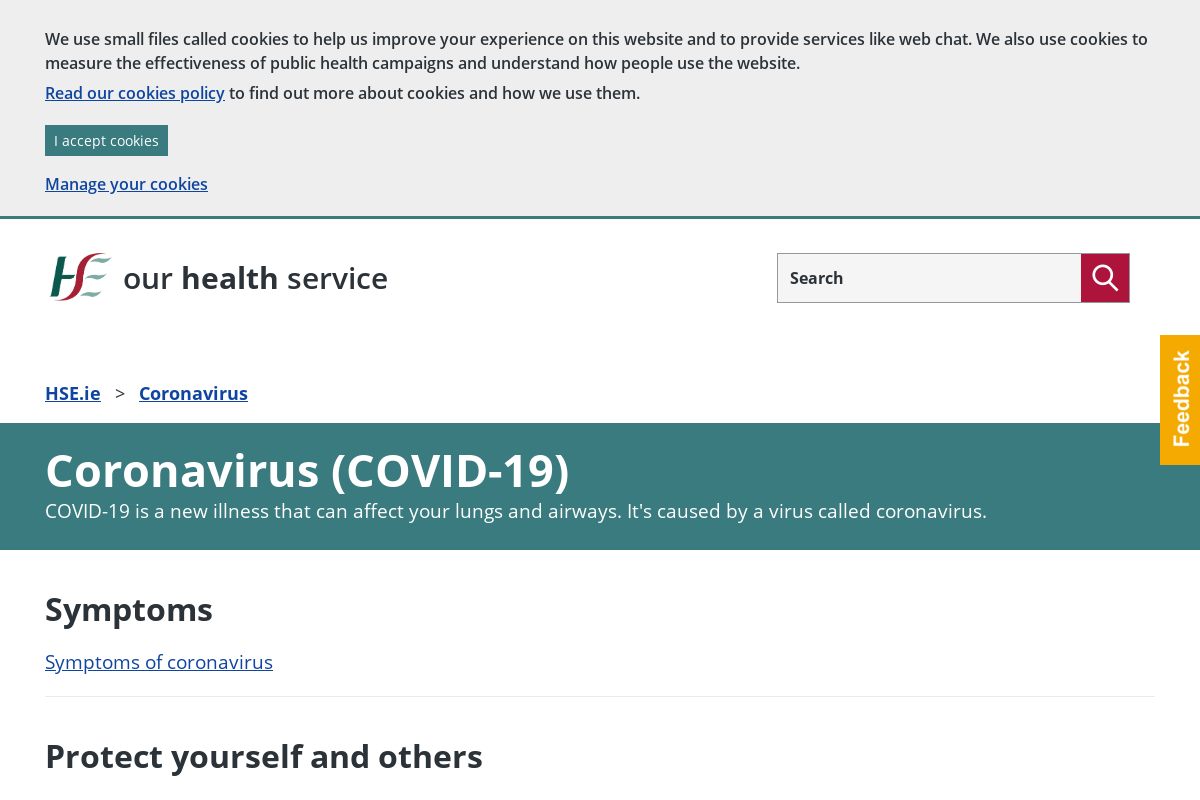 We use small files called cookies to help us improve your experience on this website and to provide services like web chat. We also use cookies to
measure the effectiveness of public health campaigns and understand how people use the website.
Read our cookies policy to find out more about cookies and how we use them.
I accept cookies
Manage your cookies
HSE our health service
Search
Feedback
HSE.ie > Coronavirus
Coronavirus (COVID-19)
COVID-19 is a new illness that can affect your lungs and airways. It's caused by a virus called coronavirus.
Symptoms
Symptoms of coronavirus
Protect yourself and others